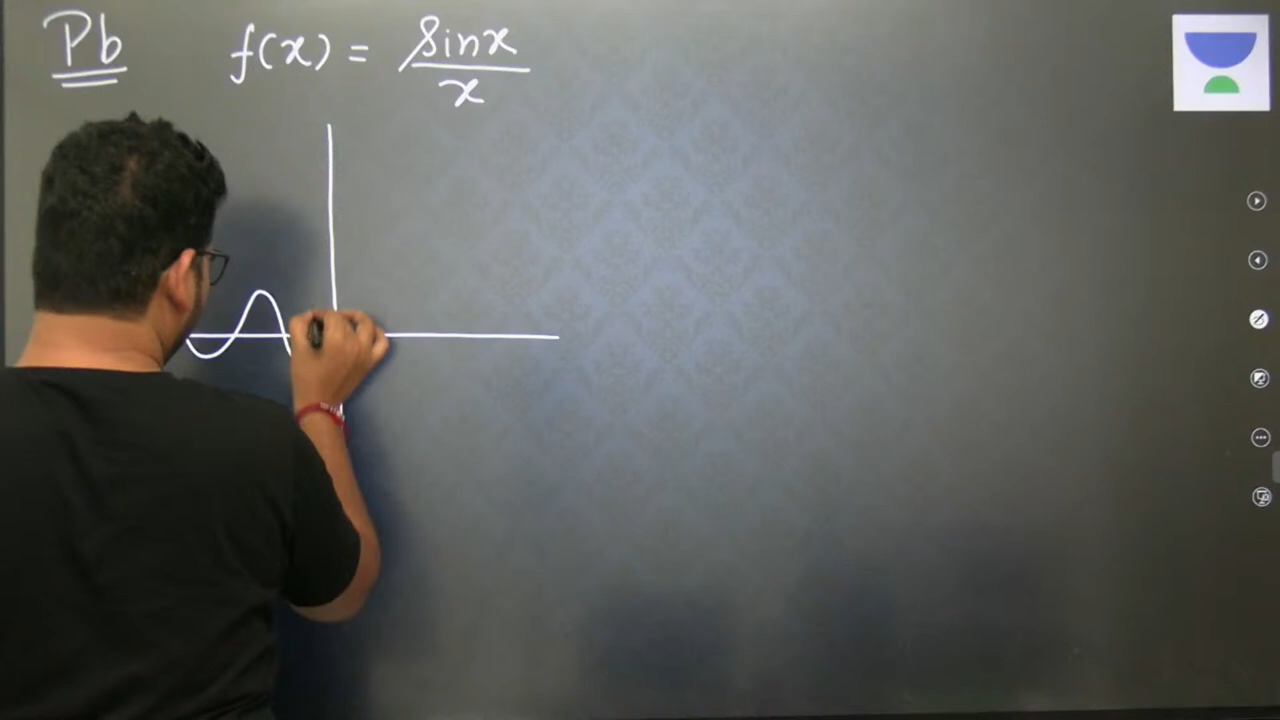 Pb f(x) = sinx/x